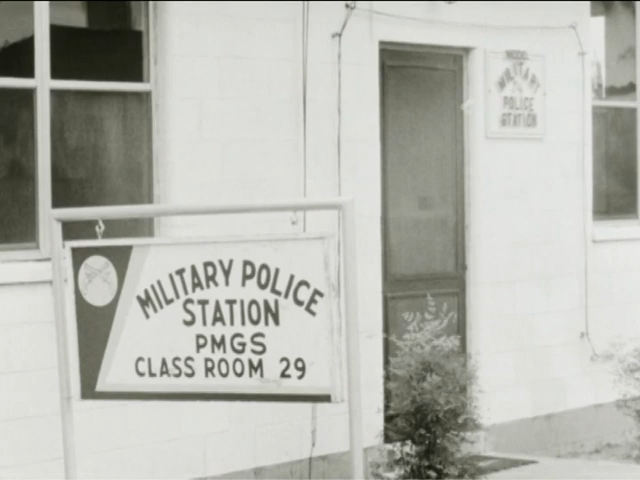 MILITARY POLICE
STATION
PMGS
CLASS ROOM 29
MILITARY
POLICE
STATION